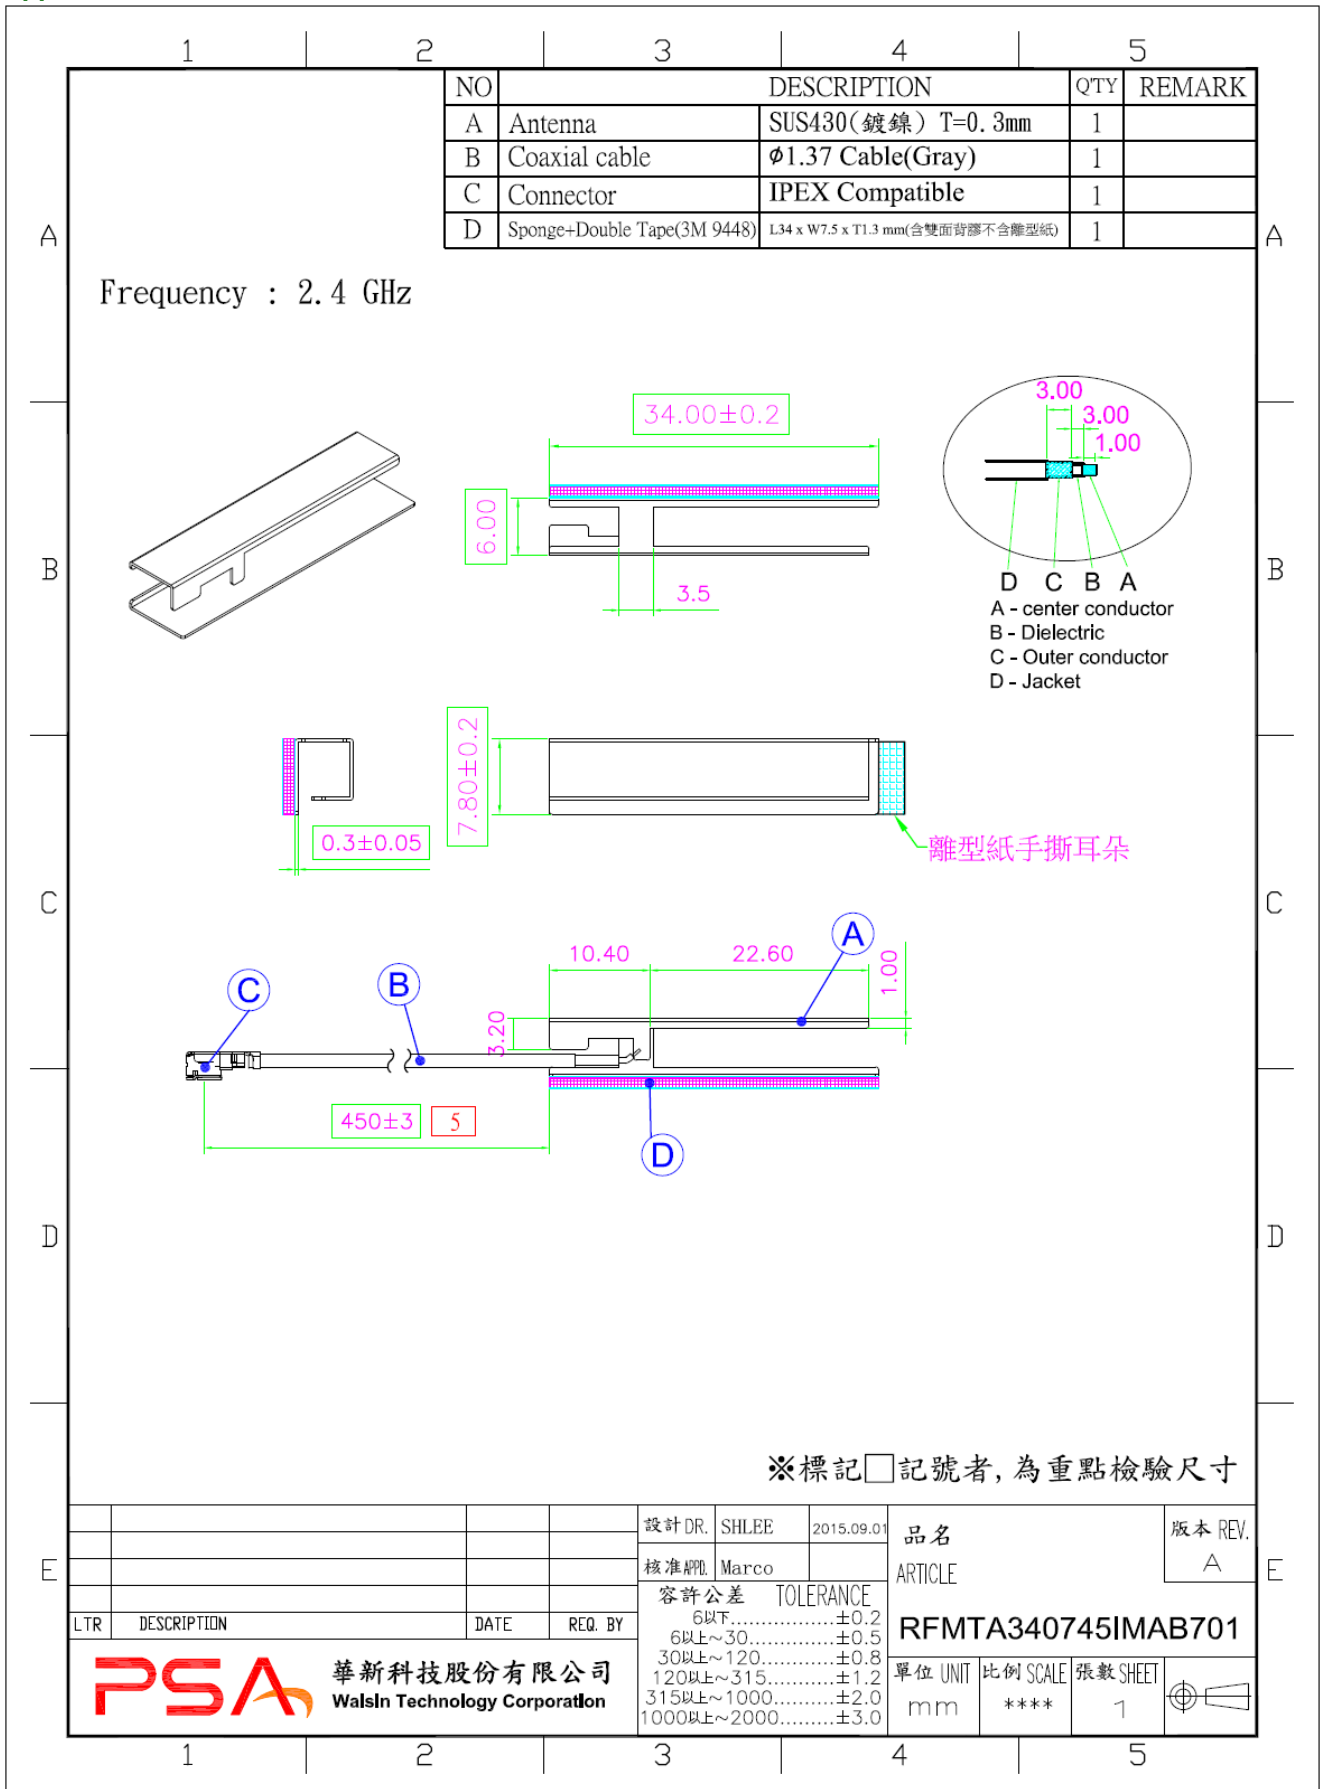 1 2 3 4 5
NO DESCRIPTION Q'TY REMARK
A Antenna SUS430(鍍鎳) T=0.3mm 1
B Coaxial cable ϕ1.37 Cable(Gray) 1
C Connector IPEX Compatible 1
D Sponge+Double Tape(3M 9448) L34 x W7.5 x T1.3 mm(含雙面背膠不含離型紙) 1
A A
Frequency : 2.4 GHz
34.00±0.2
3.00
3.00
1.00
6.00
3.5
B B
D C B A
A - center conductor
B - Dielectric
C - Outer conductor
D - Jacket
7.80±0.2
0.3±0.05
離型紙手撕耳朵
C C
10.40 22.60 A
1.00
C B
3.20
450±3 5
D
D D
※標記□記號者,為重點檢驗尺寸
設計DR. SHLEE 2015.09.01
核准APPD. Marco
品名
ARTICLE
版本 REV.
A
E E
容許公差 TOLERANCE
6以下................±0.2
6以上~30.............±0.5
30以上~120...........±0.8
120以上~315..........±1.2
315以上~1000.........±2.0
1000以上~2000........±3.0
LTR DESCRIPTION DATE REQ. BY
RFMTA340745IMAB701
PSA
華新科技股份有限公司
Walsin Technology Corporation
單位 UNIT 比例 SCALE 張數 SHEET
mm **** 1
1 2 3 4 5